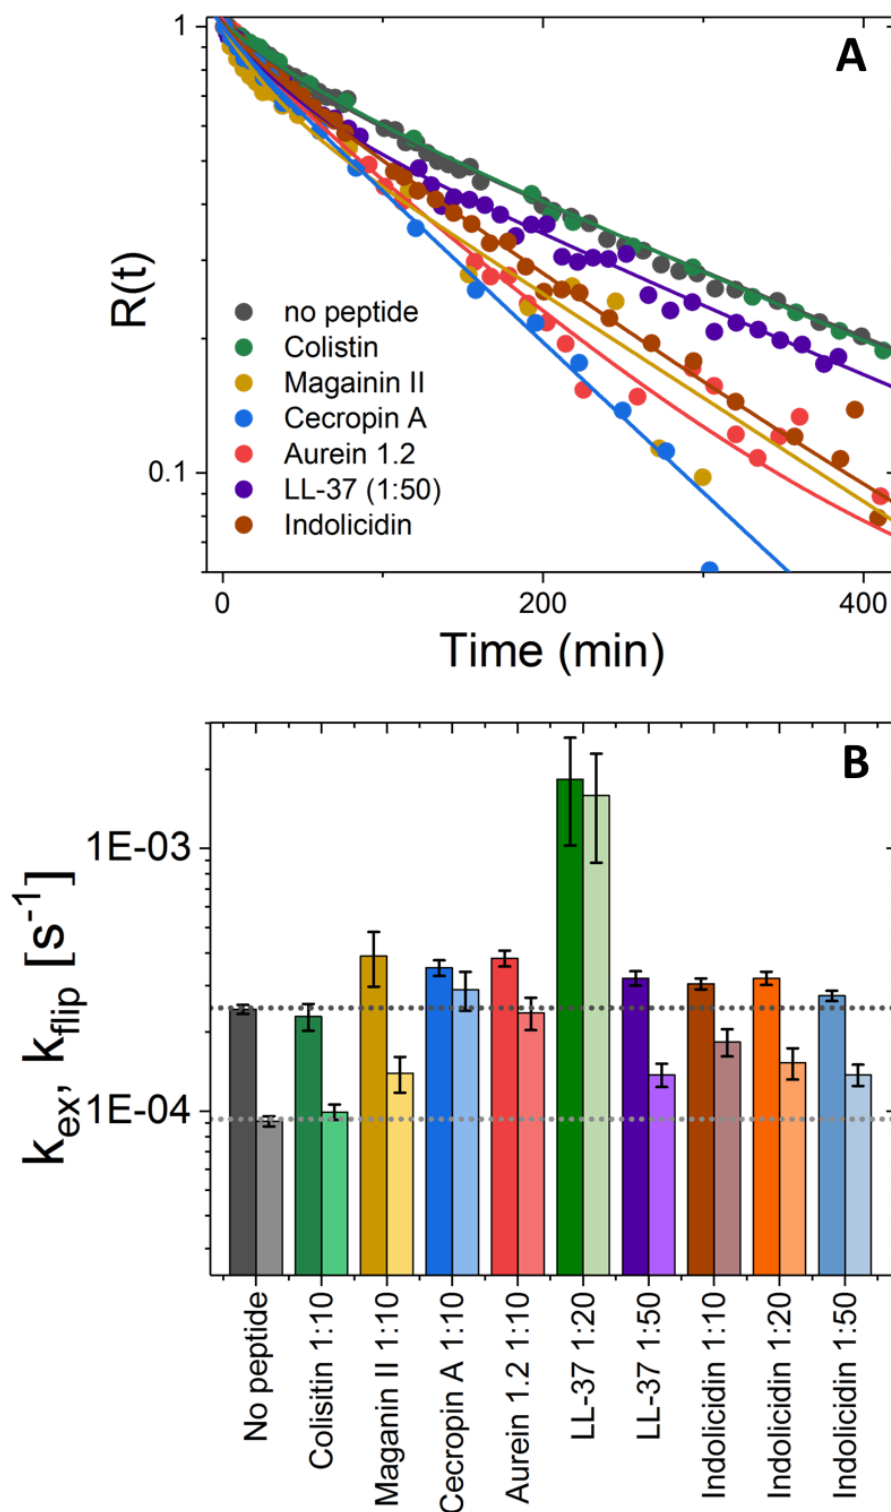 A
1
0.1
R(t)
no peptide
Colistin
Magainin II
Cecropin A
Aurein 1.2
LL-37 (1:50)
Indolicidin
0 200 400
Time (min)
B
1E-03
1E-04
k_ex, k_flip [s⁻¹]
No peptide
Colisitin 1:10
Maganin II 1:10
Cecropin A 1:10
Aurein 1.2 1:10
LL-37 1:20
LL-37 1:50
Indolicidin 1:10
Indolicidin 1:20
Indolicidin 1:50